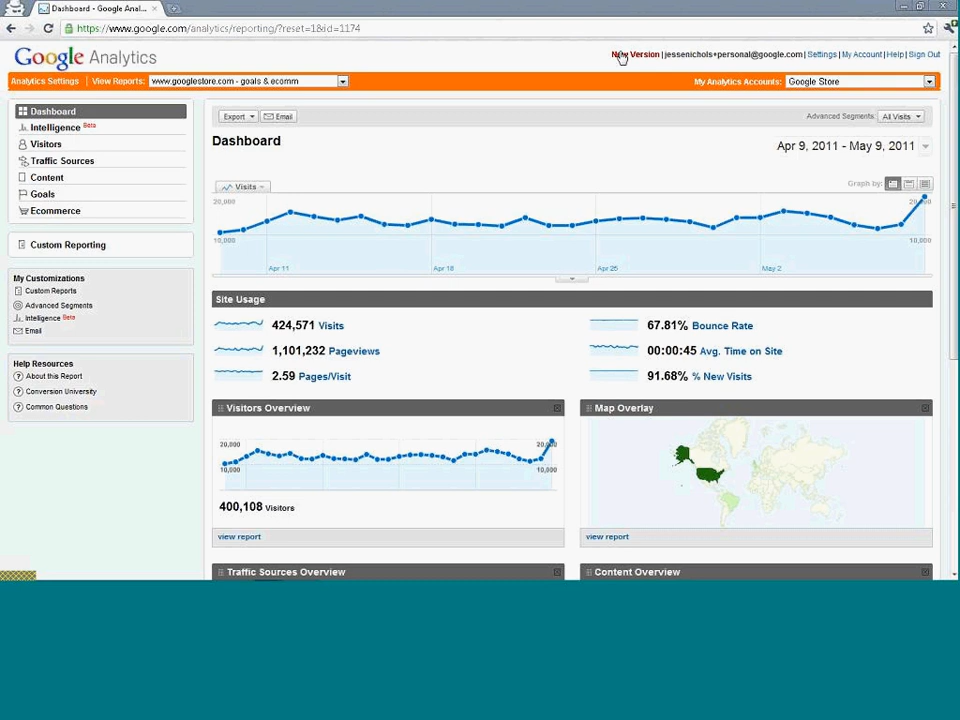 Dashboard - Google Anal...
https://www.google.com/analytics/reporting/?reset=1&id=1174
Google Analytics
New Version | jessenichols+personal@google.com | Settings | My Account | Help | Sign Out
Analytics Settings | View Reports: www.googlestore.com - goals & ecomm
My Analytics Accounts: Google Store
Dashboard
Intelligence Beta
Visitors
Traffic Sources
Content
Goals
Ecommerce
Custom Reporting
My Customizations
Custom Reports
Advanced Segments
Intelligence Beta
Email
Help Resources
About this Report
Conversion University
Common Questions
Export
Email
Advanced Segments: All Visits
Dashboard
Apr 9, 2011 - May 9, 2011
Visits
Graph by:
20,000
20,000
10,000
10,000
Apr 11
Apr 18
Apr 25
May 2
Site Usage
424,571 Visits
67.81% Bounce Rate
1,101,232 Pageviews
00:00:45 Avg. Time on Site
2.59 Pages/Visit
91.68% % New Visits
Visitors Overview
20,000
20,000
10,000
10,000
400,108 Visitors
view report
Map Overlay
view report
Traffic Sources Overview
Content Overview